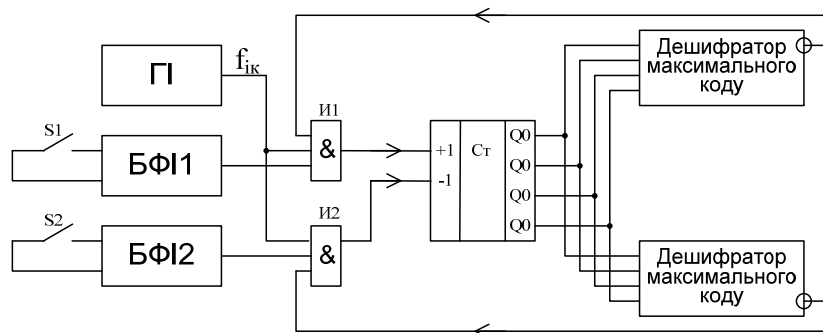 ГІ
fік
Дешифратор
максимального
коду
S1
БФІ1
И1
&
+1
-1
Ст
Q0
Q0
Q0
Q0
S2
БФІ2
И2
&
Дешифратор
максимального
коду